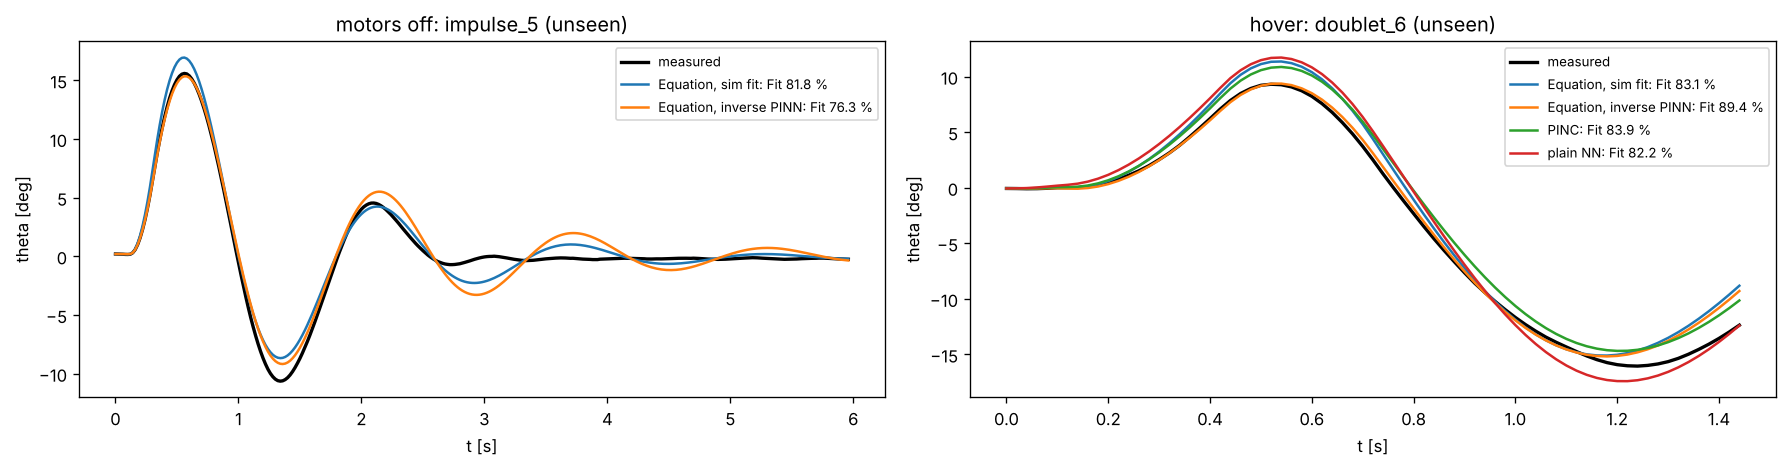 motors off: impulse_5 (unseen)
measured
Equation, sim fit: Fit 81.8 %
Equation, inverse PINN: Fit 76.3 %
theta [deg]
15
10
5
0
−5
−10
0
1
2
3
4
5
6
t [s]
hover: doublet_6 (unseen)
measured
Equation, sim fit: Fit 83.1 %
Equation, inverse PINN: Fit 89.4 %
PINC: Fit 83.9 %
plain NN: Fit 82.2 %
theta [deg]
10
5
0
−5
−10
−15
0.0
0.2
0.4
0.6
0.8
1.0
1.2
1.4
t [s]